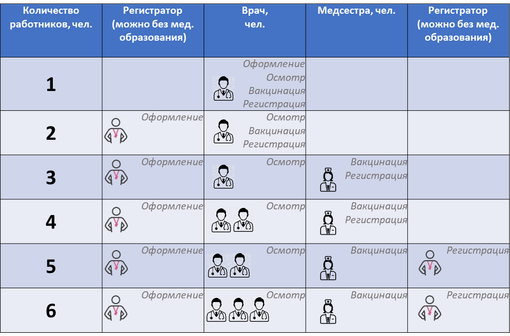 Количество
работников, чел.
Регистратор
(можно без мед.
образования)
Врач,
чел.
Медсестра, чел.
Регистратор
(можно без мед.
образования)
1
Оформление
Осмотр
Вакцинация
Регистрация
2
Оформление
Осмотр
Вакцинация
Регистрация
3
Оформление
Осмотр
Вакцинация
Регистрация
4
Оформление
Осмотр
Вакцинация
Регистрация
5
Оформление
Осмотр
Вакцинация
Регистрация
6
Оформление
Осмотр
Вакцинация
Регистрация